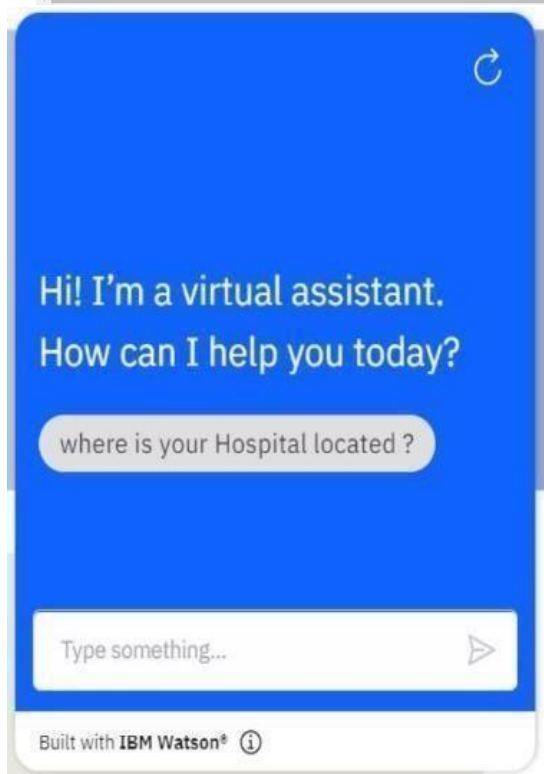 Hi! I'm a virtual assistant.
How can I help you today?
where is your Hospital located ?
Type something...
Built with IBM Watson®